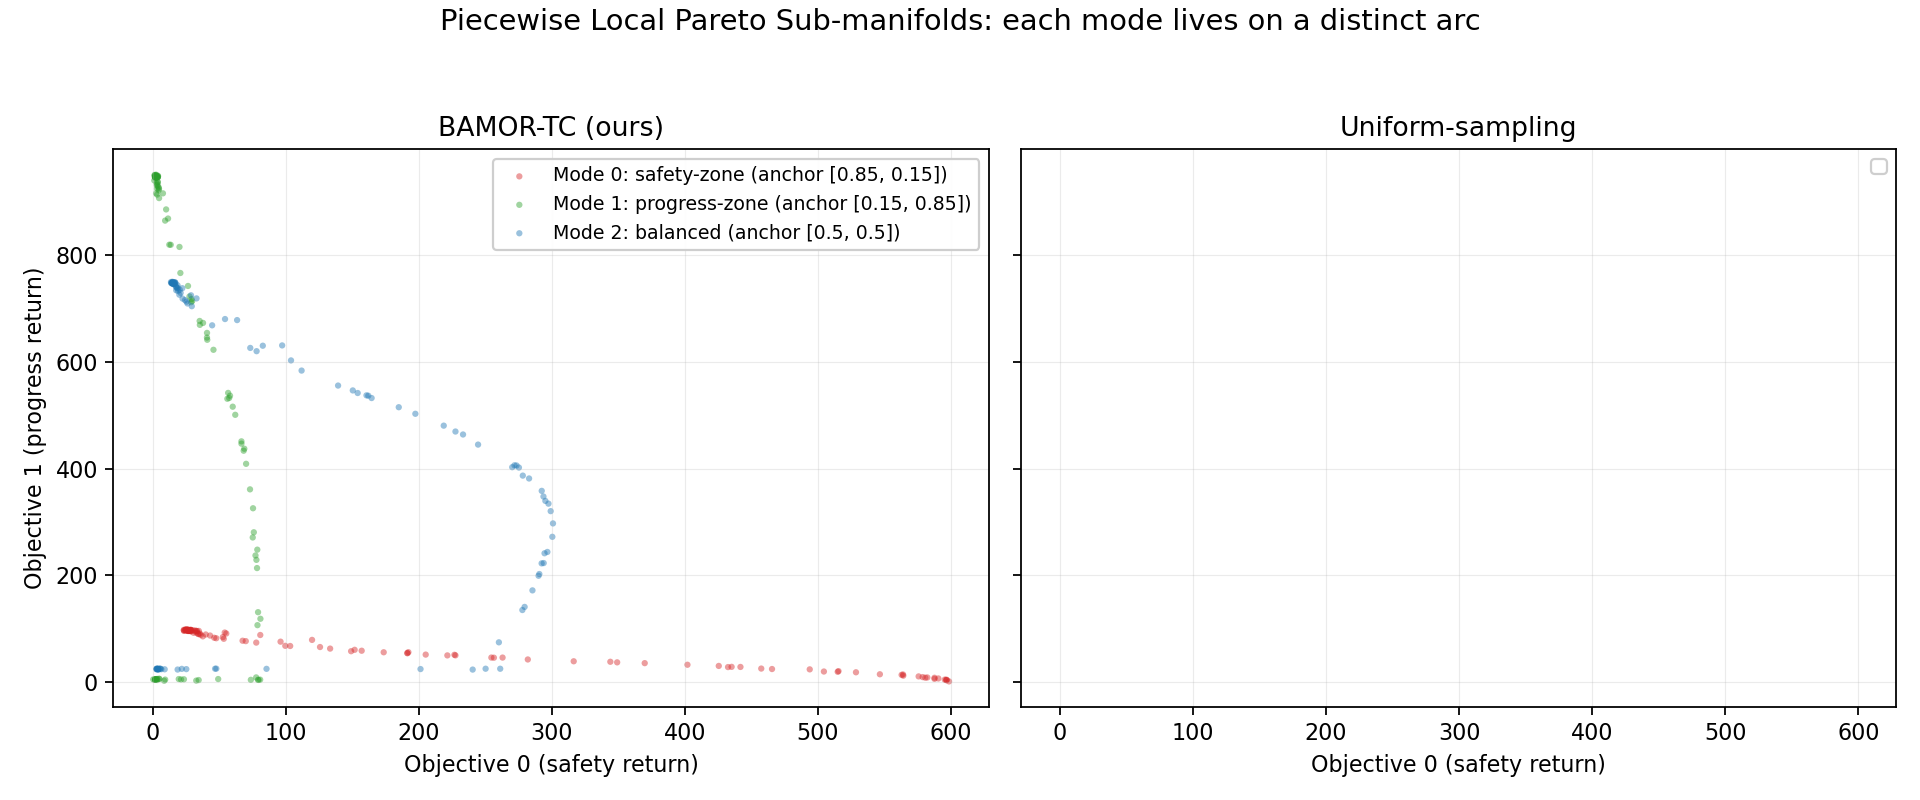 Piecewise Local Pareto Sub-manifolds: each mode lives on a distinct arc
BAMOR-TC (ours)
Mode 0: safety-zone (anchor [0.85, 0.15])
Mode 1: progress-zone (anchor [0.15, 0.85])
Mode 2: balanced (anchor [0.5, 0.5])
Objective 1 (progress return)
800
600
400
200
0
0 100 200 300 400 500 600
Objective 0 (safety return)
Uniform-sampling
0 100 200 300 400 500 600
Objective 0 (safety return)